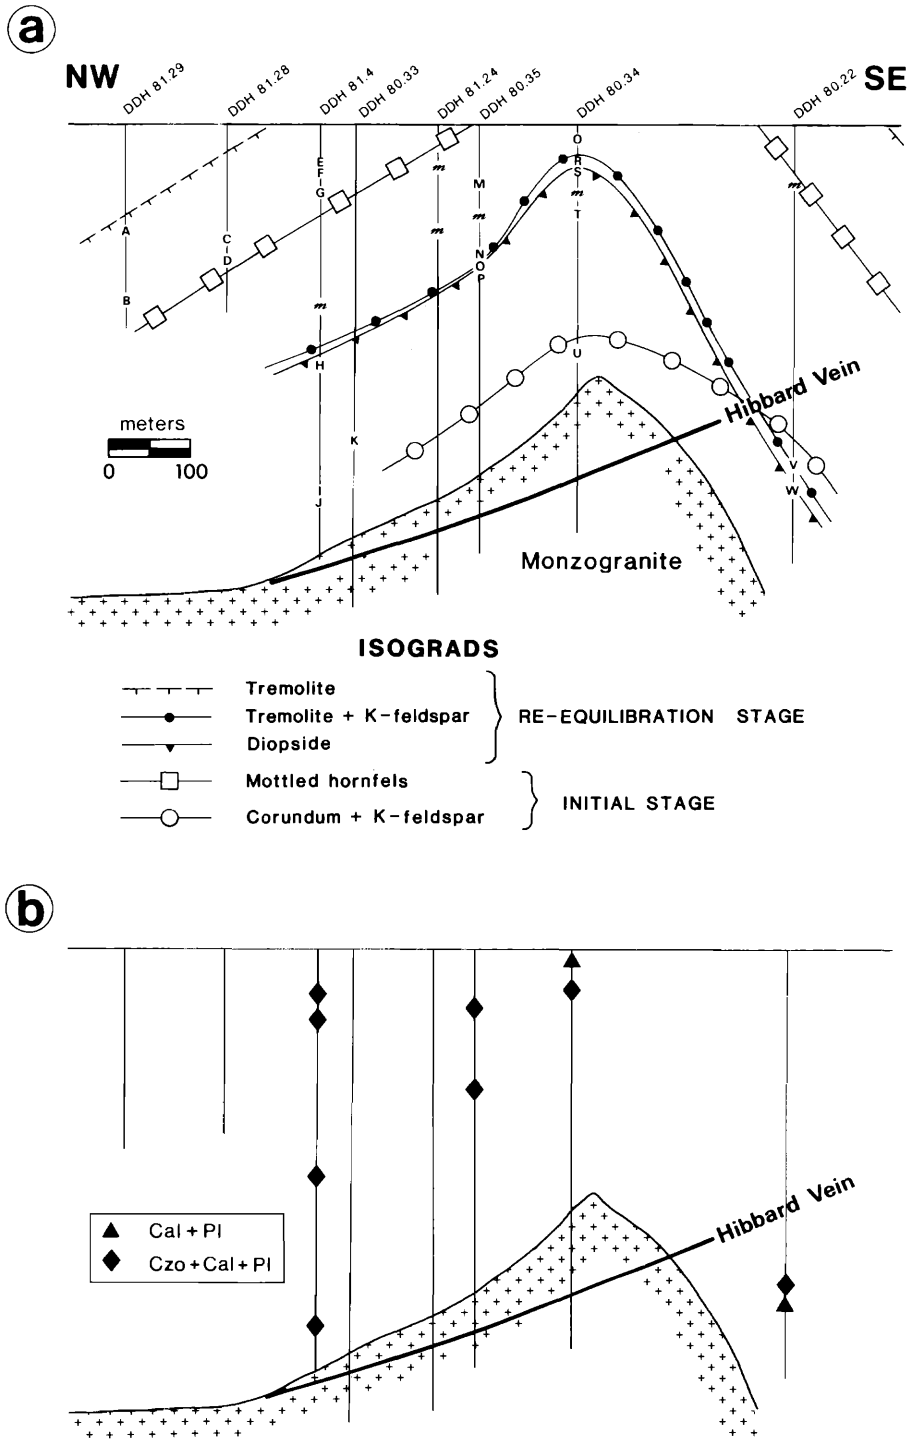 a
NW
DDH 81.29
DDH 81.28
DDH 81.4
DDH 80.33
DDH 81.24
DDH 80.35
DDH 80.34
DDH 80.22
SE
A
B
C
D
E
F
G
m
H
J
K
m
m
M
m
N
O
P
O
R
S
m
T
U
m
V
W
Hibbard Vein
meters
0 100
Monzogranite
ISOGRADS
Tremolite
Tremolite + K-feldspar
Diopside
RE-EQUILIBRATION STAGE
Mottled hornfels
Corundum + K-feldspar
INITIAL STAGE
b
Cal + Pl
Czo + Cal + Pl
Hibbard Vein